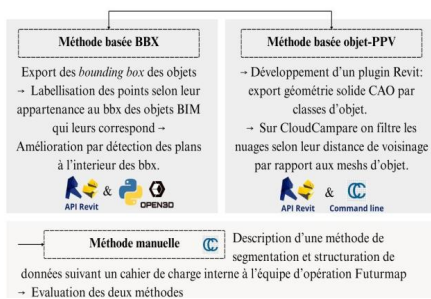 Méthode basée BBX
Export des bounding box des objets
→ Labellisation des points selon leur
appartenance au bbx des objets BIM
qui leurs correspond →
Amélioration par détection des plans
à l'interieur des bbx.
&
API Revit
OPEN3D
Méthode basée objet-PPV
→ Développement d'un plugin Revit:
export géométrie solide CAO par
classes d'objet.
→ Sur CloudCampare on filtre les
nuages selon leur distance de voisinage
par rapport aux meshs d'objet.
&
API Revit
Command line
Méthode manuelle
Description d'une méthode de
segmentation et structuration de
données suivant un cahier de charge interne à l'équipe d'opération Futurmap
→ Evaluation des deux méthodes